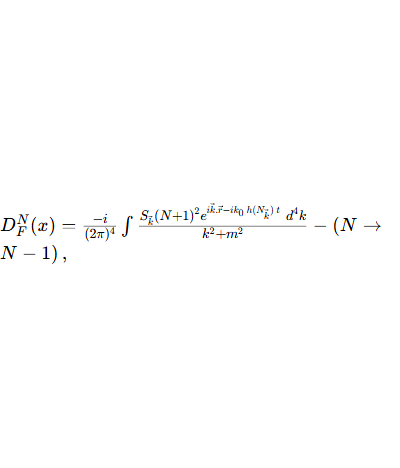 $D_F^N(x) = \frac{-i}{(2\pi)^4} \int \frac{S_{\vec{k}}(N+1)^2 e^{i\vec{k}.\vec{r}-ik_0\, h(N_{\vec{k}})\, t}\; d^4k}{k^2+m^2} - (N \rightarrow$
$N-1)\,,$